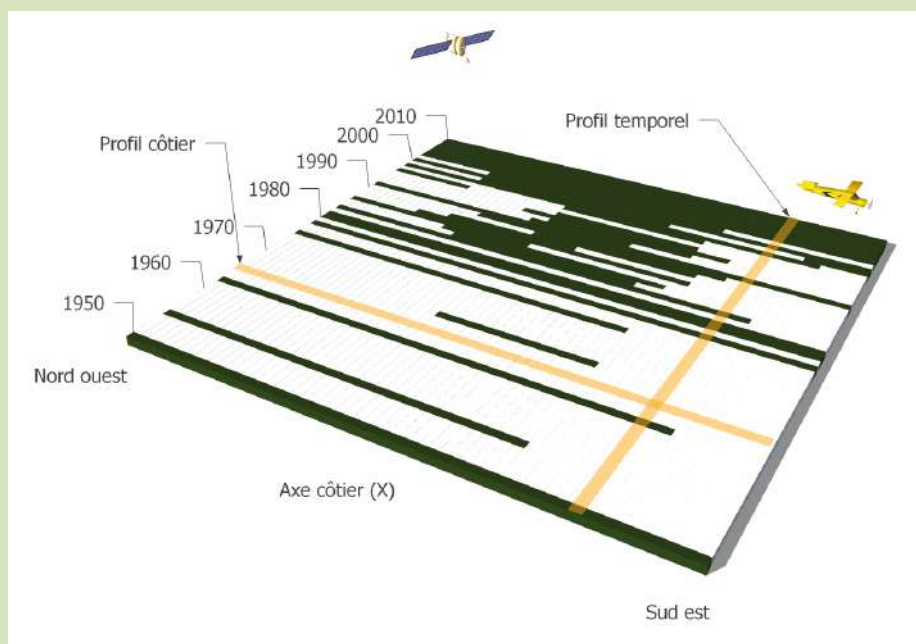 2010
Profil temporel
2000
Profil côtier
1990
1980
1970
1960
1950
Nord ouest
Axe côtier (X)
Sud est